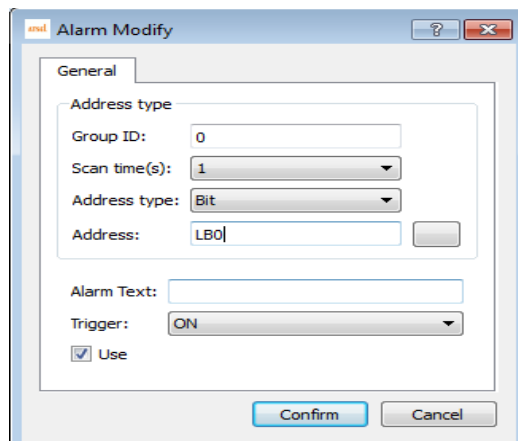 Alarm Modify
?
General
Address type
Group ID: 0
Scan time(s): 1
Address type: Bit
Address: LB0
Alarm Text:
Trigger: ON
Use
Confirm Cancel